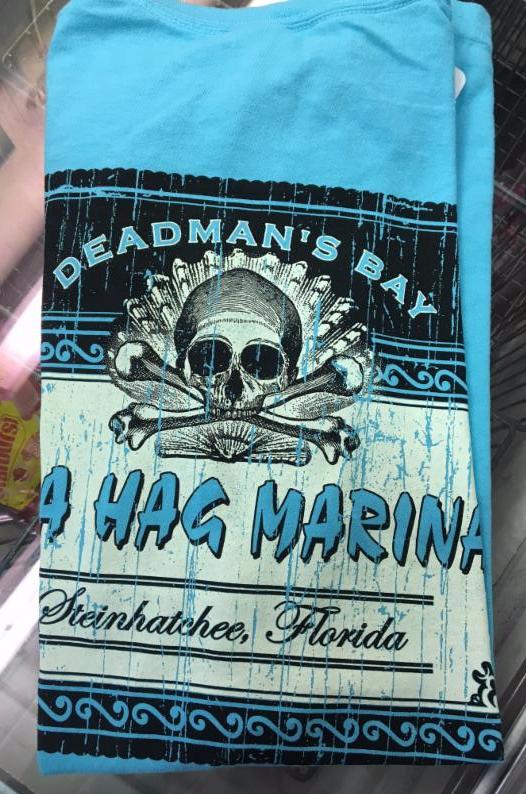 DEADMAN'S BAY
A HAG MARINA
Steinhatchee, Florida